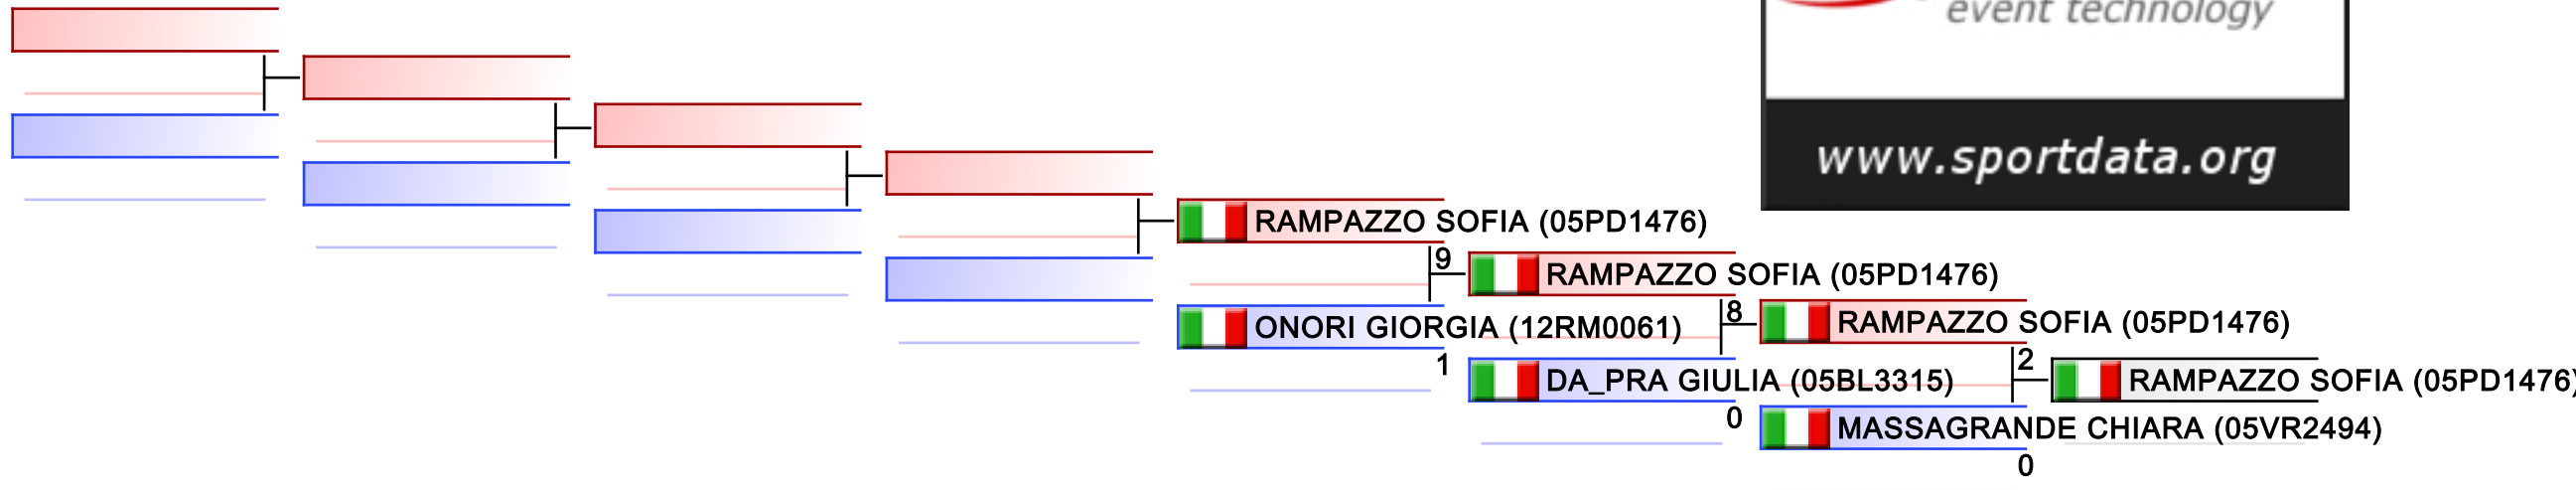 event technology
www.sportdata.org
RAMPAZZO SOFIA (05PD1476)
9
RAMPAZZO SOFIA (05PD1476)
ONORI GIORGIA (12RM0061)
1
8
RAMPAZZO SOFIA (05PD1476)
DA_PRA GIULIA (05BL3315)
0
2
RAMPAZZO SOFIA (05PD1476)
MASSAGRANDE CHIARA (05VR2494)
0